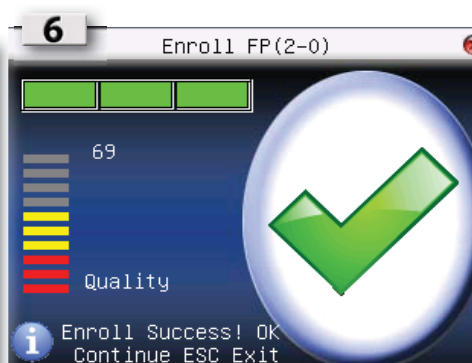 6
Enroll FP(2-0)
69
Quality
i
Enroll Success! OK
Continue ESC Exit